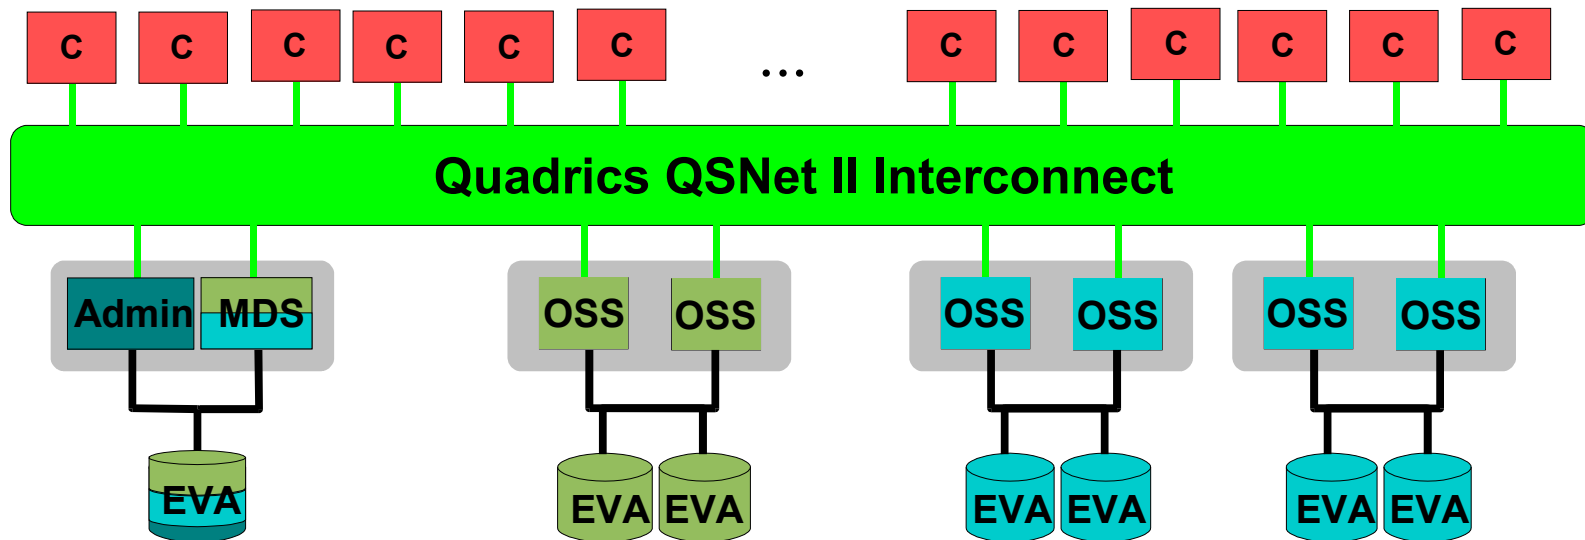 C C C C C C ... C C C C C C
Quadrics QSNet II Interconnect
Admin MDS OSS OSS OSS OSS OSS OSS
EVA EVA EVA EVA EVA EVA EVA